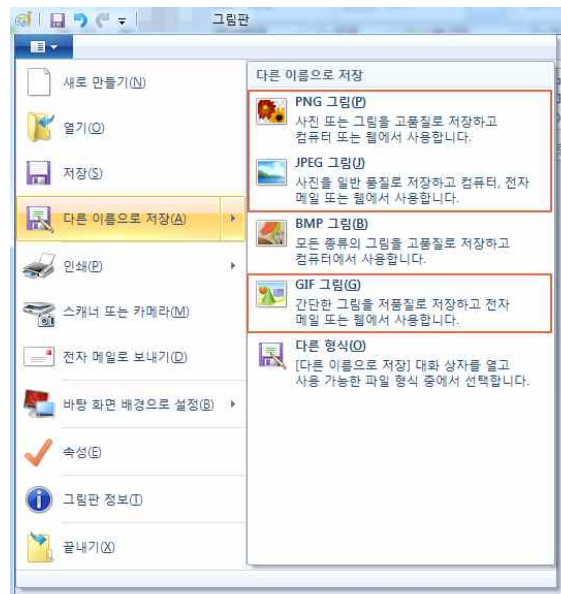 그림판
새로 만들기(N)
열기(O)
저장(S)
다른 이름으로 저장(A)
인쇄(P)
스캐너 또는 카메라(M)
전자 메일로 보내기(D)
바탕 화면 배경으로 설정(B)
속성(E)
그림판 정보(T)
끝내기(X)
다른 이름으로 저장
PNG 그림(P)
사진 또는 그림을 고품질로 저장하고
컴퓨터 또는 웹에서 사용합니다.
JPEG 그림(J)
사진을 일반 품질로 저장하고 컴퓨터, 전자
메일 또는 웹에서 사용합니다.
BMP 그림(B)
모든 종류의 그림을 고품질로 저장하고
컴퓨터에서 사용합니다.
GIF 그림(G)
간단한 그림을 저품질로 저장하고 전자
메일 또는 웹에서 사용합니다.
다른 형식(O)
[다른 이름으로 저장] 대화 상자를 열고
사용 가능한 파일 형식 중에서 선택합니다.